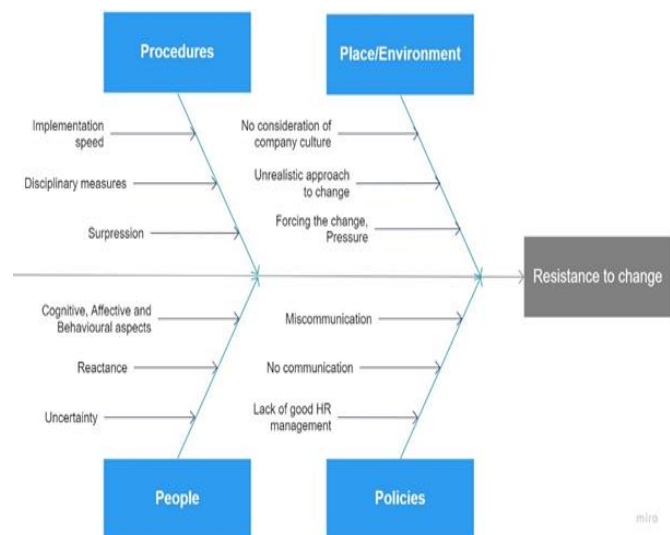 Procedures
Place/Environment
Implementation
speed
No consideration of
company culture
Disciplinary measures
Unrealistic approach
to change
Surpression
Forcing the change,
Pressure
Resistance to change
Cognitive, Affective and
Behavioural aspects
Miscommunication
Reactance
No communication
Uncertainty
Lack of good HR
management
People
Policies
miro